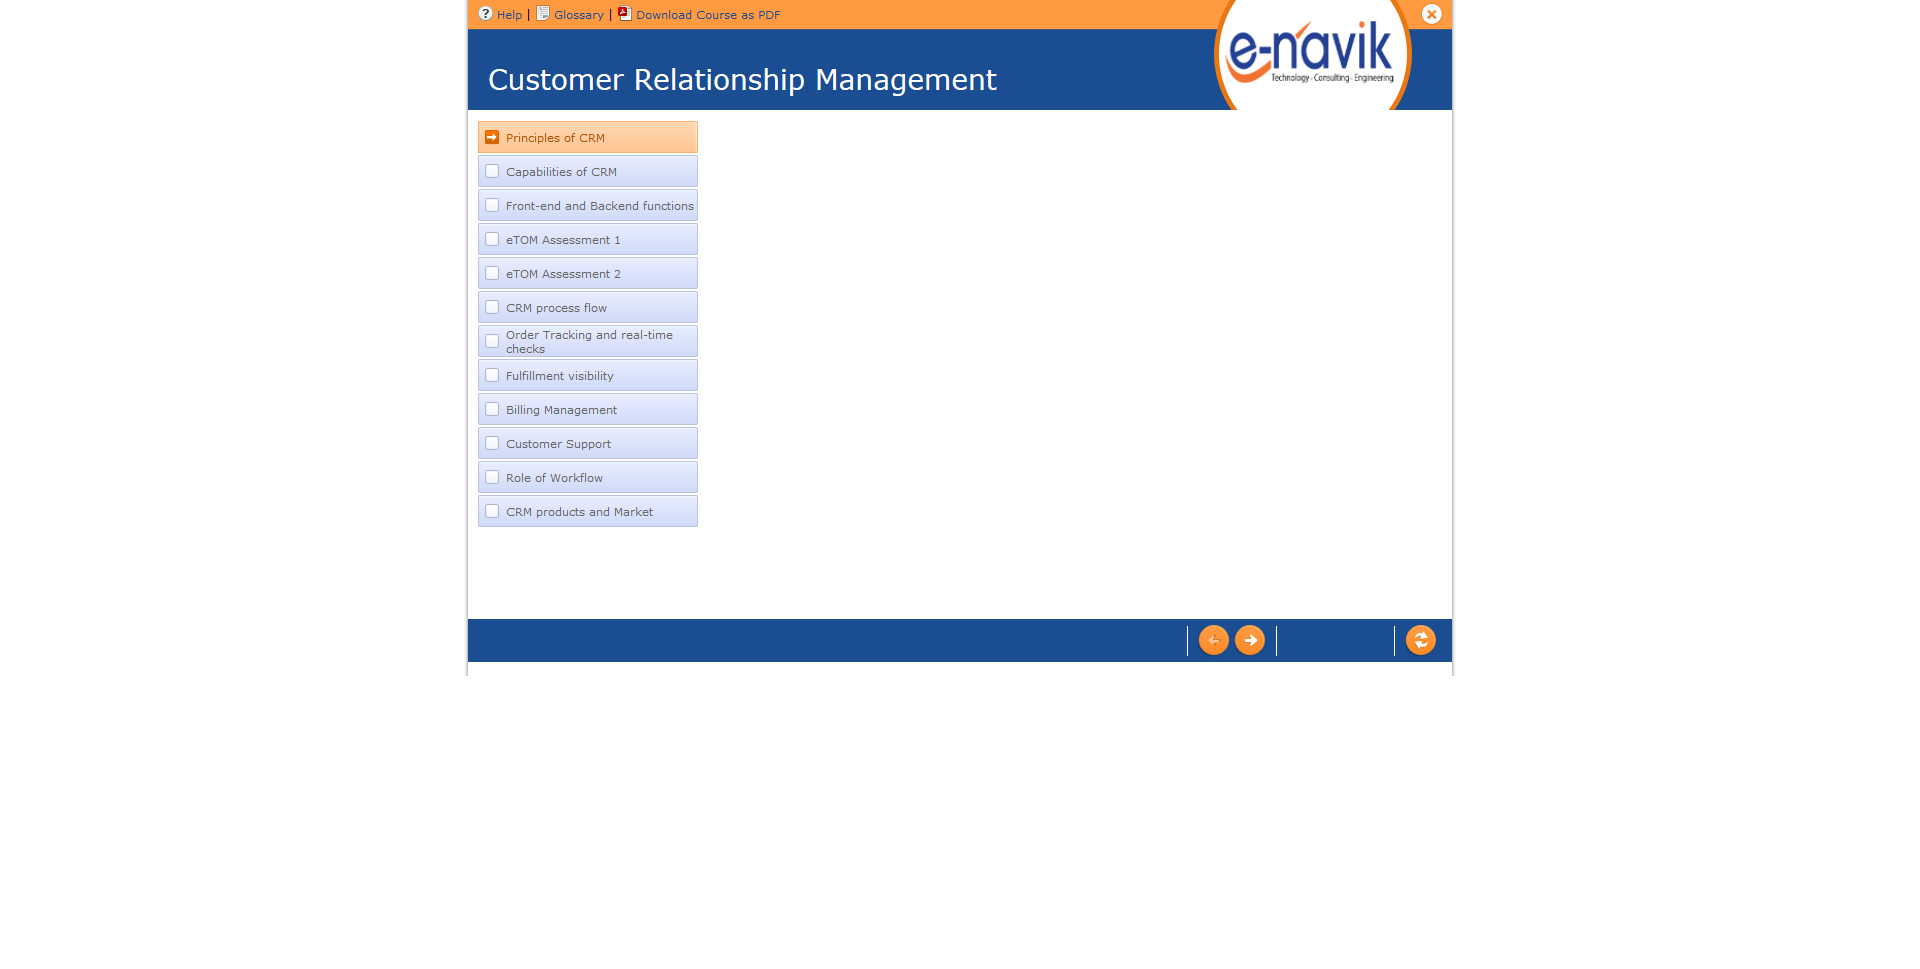 Help | Glossary | Download Course as PDF
e-navik
Technology - Consulting - Engineering
Customer Relationship Management
Principles of CRM
Capabilities of CRM
Front-end and Backend functions
eTOM Assessment 1
eTOM Assessment 2
CRM process flow
Order Tracking and real-time
checks
Fulfillment visibility
Billing Management
Customer Support
Role of Workflow
CRM products and Market